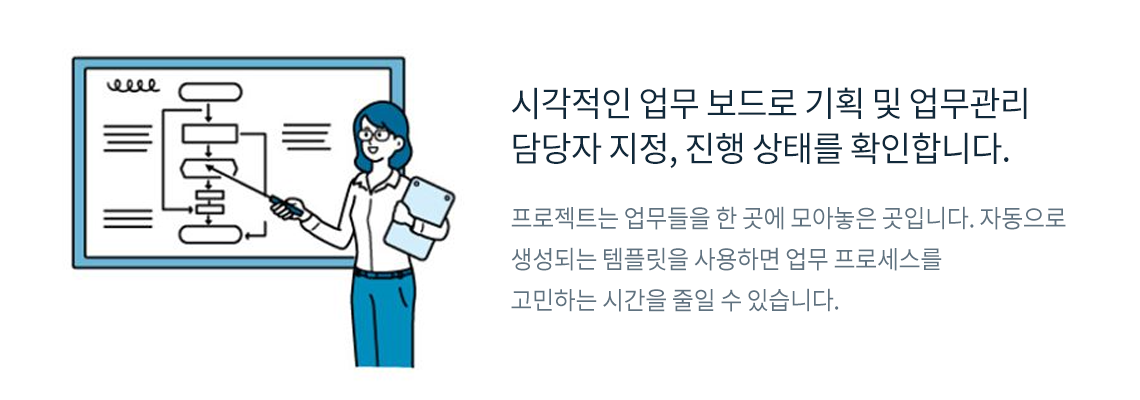 시각적인 업무 보드로 기획 및 업무관리
담당자 지정, 진행 상태를 확인합니다.
프로젝트는 업무들을 한 곳에 모아놓은 곳입니다. 자동으로
생성되는 템플릿을 사용하면 업무 프로세스를
고민하는 시간을 줄일 수 있습니다.